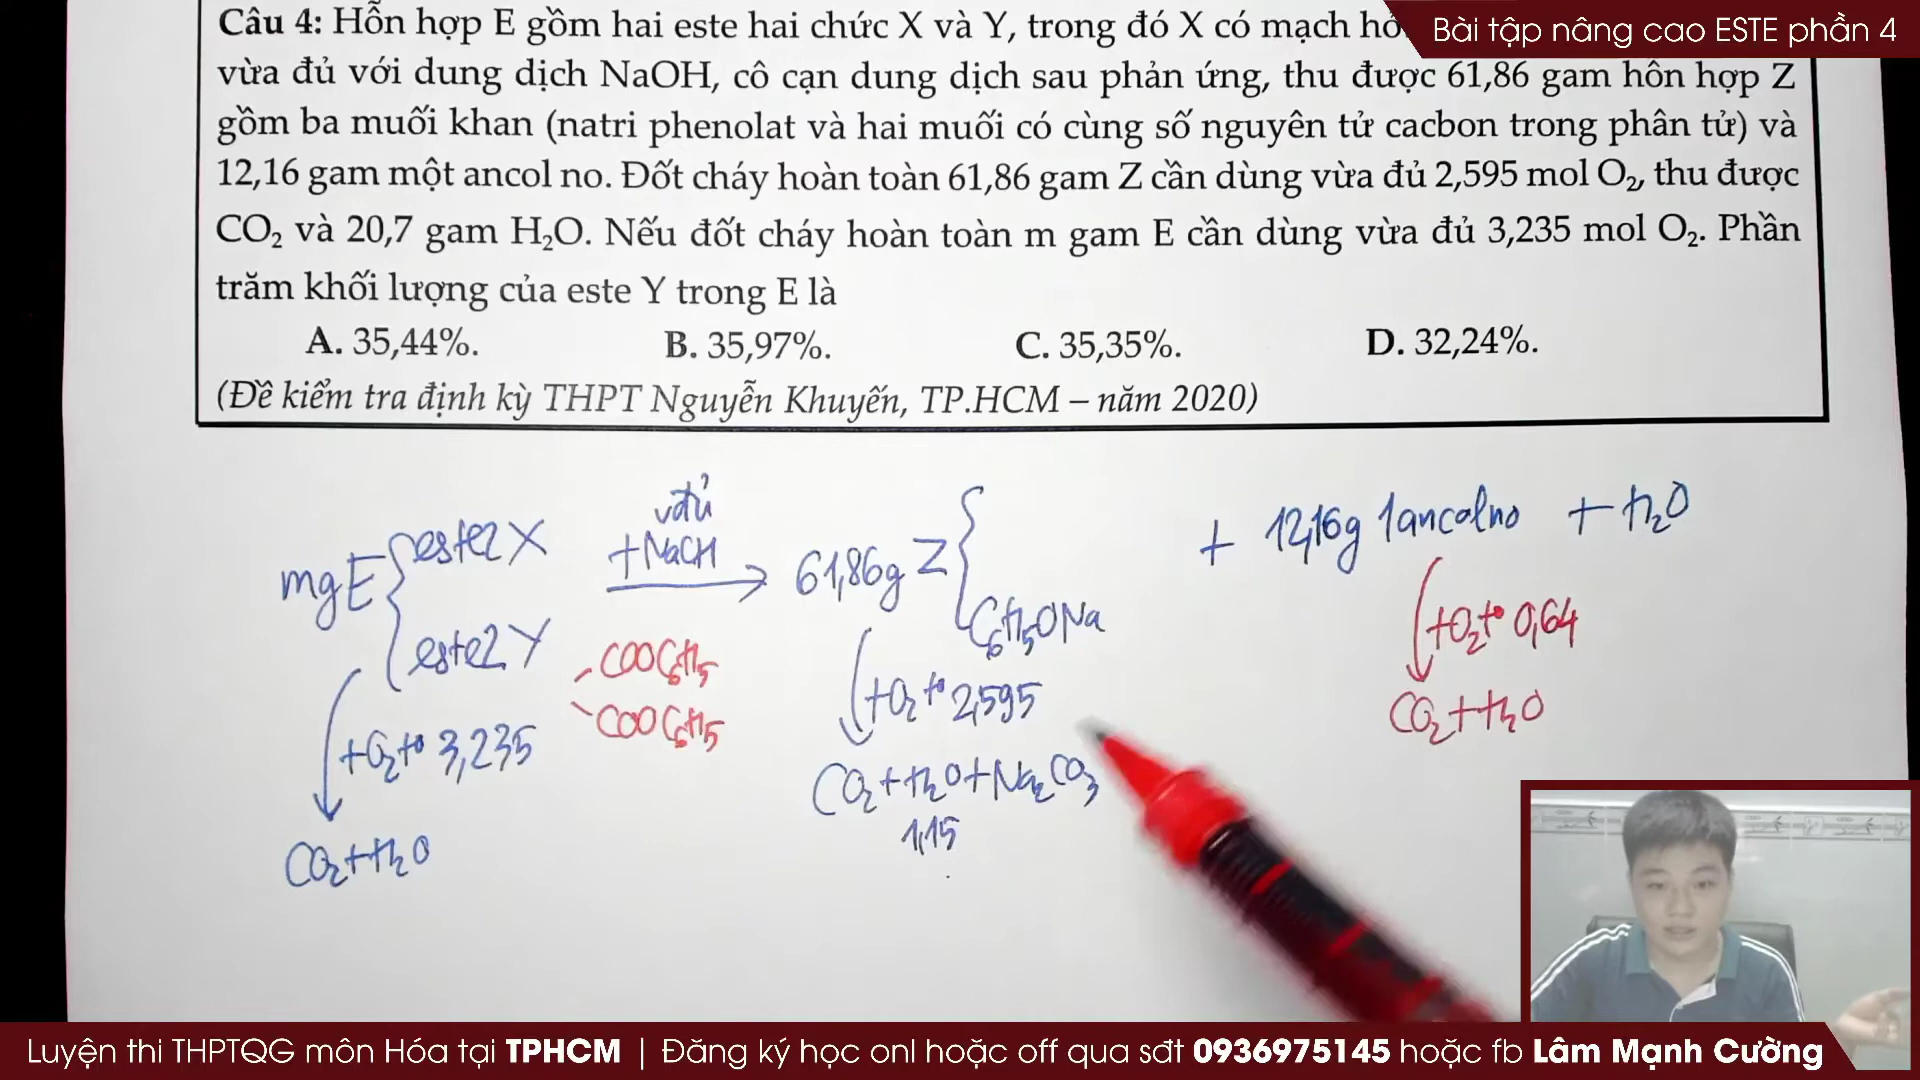 Bài tập nâng cao ESTE phần 4
Câu 4: Hỗn hợp E gồm hai este hai chức X và Y, trong đó X có mạch hở
vừa đủ với dung dịch NaOH, cô cạn dung dịch sau phản ứng, thu được 61,86 gam hỗn hợp Z
gồm ba muối khan (natri phenolat và hai muối có cùng số nguyên tử cacbon trong phân tử) và
12,16 gam một ancol no. Đốt cháy hoàn toàn 61,86 gam Z cần dùng vừa đủ 2,595 mol O₂, thu được
CO₂ và 20,7 gam H₂O. Nếu đốt cháy hoàn toàn m gam E cần dùng vừa đủ 3,235 mol O₂. Phần
trăm khối lượng của este Y trong E là
A. 35,44%. B. 35,97%. C. 35,35%. D. 32,24%.
(Đề kiểm tra định kỳ THPT Nguyễn Khuyến, TP.HCM – năm 2020)
mgE este2X
este2Y
vđủ
+NaOH
61,86g Z
C₆H₅ONa
+ 12,16g 1ancolno + H₂O
COOC₆H₅
COOC₆H₅
+O₂ t° 3,235
CO₂+H₂O
+O₂ t° 2,595
CO₂+H₂O+Na₂CO₃
1,15
+O₂ t° 0,64
CO₂+H₂O
Luyện thi THPTQG môn Hóa tại TPHCM | Đăng ký học onl hoặc off qua sđt 0936975145 hoặc fb Lâm Mạnh Cường